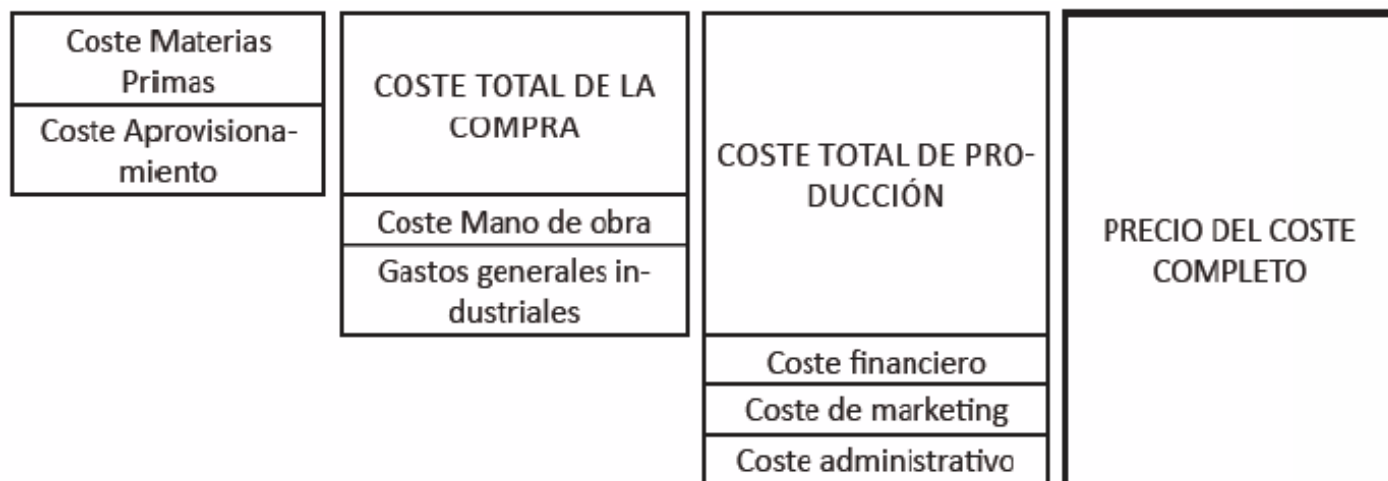 Coste Materias
Primas
Coste Aprovisiona-
miento
COSTE TOTAL DE LA
COMPRA
Coste Mano de obra
Gastos generales in-
dustriales
COSTE TOTAL DE PRO-
DUCCIÓN
Coste financiero
Coste de marketing
Coste administrativo
PRECIO DEL COSTE
COMPLETO